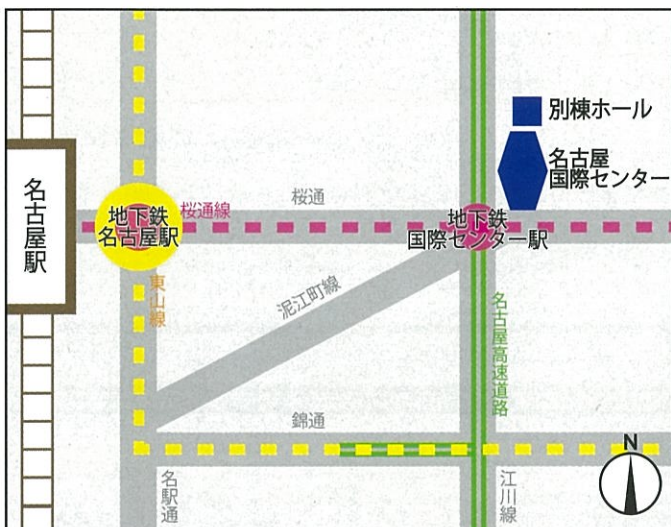 別棟ホール
名古屋
国際センター
名古屋駅
地下鉄
名古屋駅
桜通線
桜通
地下鉄
国際センター駅
東山線
泥江町線
名古屋高速道路
錦通
名駅通
江川線
N